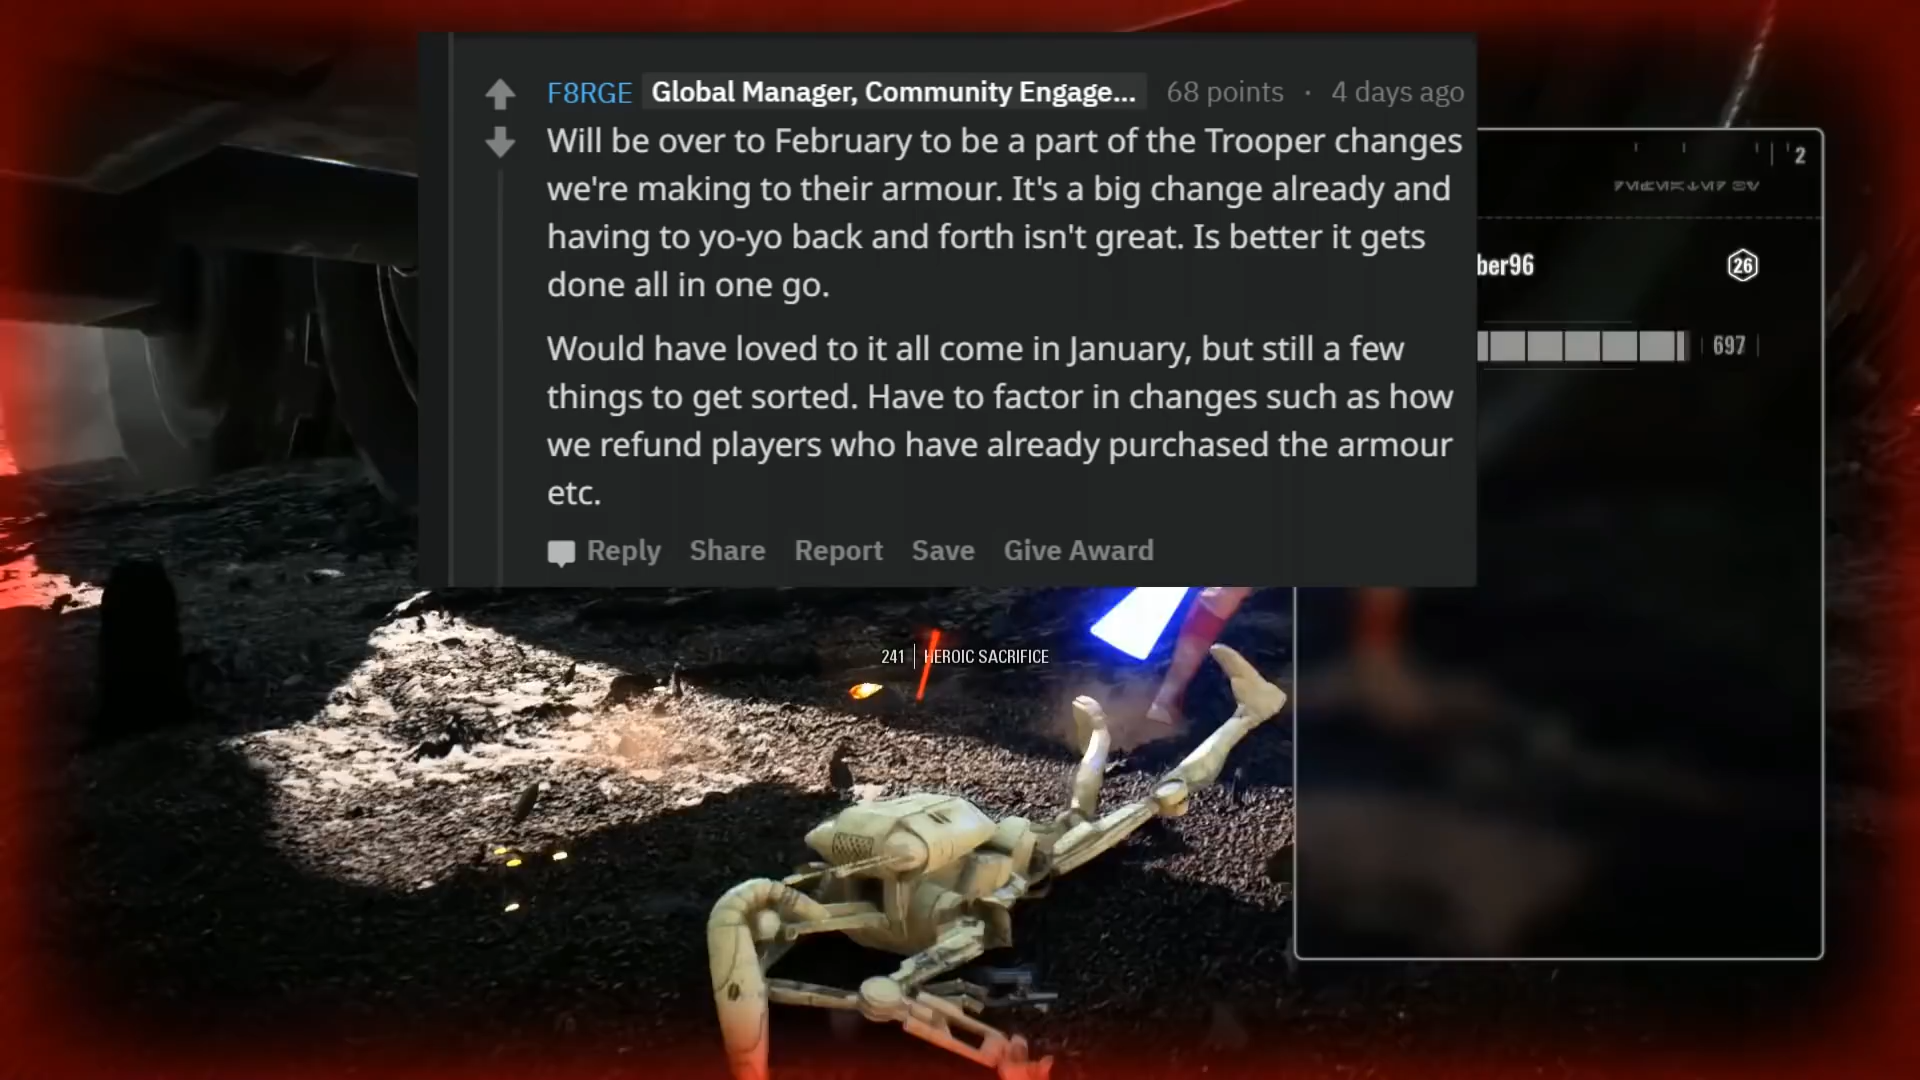 F8RGE Global Manager, Community Engage... 68 points · 4 days ago
Will be over to February to be a part of the Trooper changes
we're making to their armour. It's a big change already and
having to yo-yo back and forth isn't great. Is better it gets
done all in one go.
Would have loved to it all come in January, but still a few
things to get sorted. Have to factor in changes such as how
we refund players who have already purchased the armour
etc.
Reply Share Report Save Give Award
2
ber96 26
697
241 | HEROIC SACRIFICE